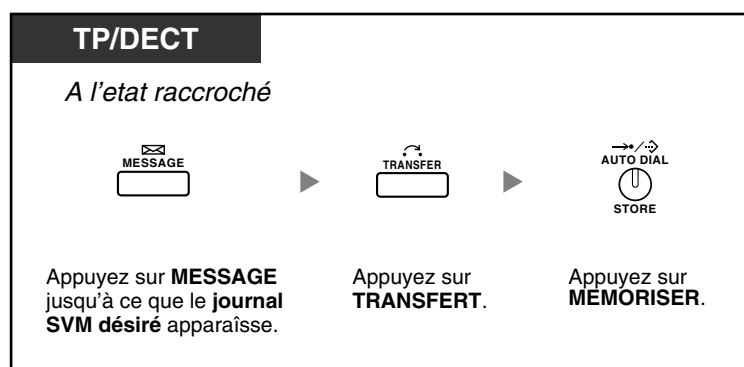 TP/DECT
A l'etat raccroché
MESSAGE
TRANSFER
AUTO DIAL
STORE
Appuyez sur MESSAGE
jusqu'à ce que le journal
SVM désiré apparaîsse.
Appuyez sur
TRANSFERT.
Appuyez sur
MEMORISER.